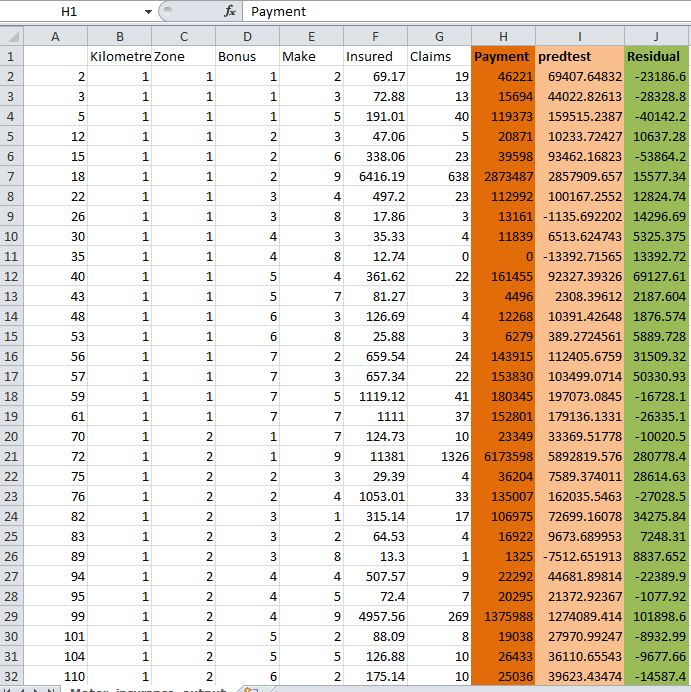 H1 fx Payment
A B C D E F G H I J
1 Kilometre Zone Bonus Make Insured Claims Payment predtest Residual
2 2 1 1 1 2 69.17 19 46221 69407.64832 -23186.6
3 3 1 1 1 3 72.88 13 15694 44022.82613 -28328.8
4 5 1 1 1 5 191.01 40 119373 159515.2387 -40142.2
5 12 1 1 2 3 47.06 5 20871 10233.72427 10637.28
6 15 1 1 2 6 338.06 23 39598 93462.16823 -53864.2
7 18 1 1 2 9 6416.19 638 2873487 2857909.657 15577.34
8 22 1 1 3 4 497.2 23 112992 100167.2552 12824.74
9 26 1 1 3 8 17.86 3 13161 -1135.692202 14296.69
10 30 1 1 4 3 35.33 4 11839 6513.624743 5325.375
11 35 1 1 4 8 12.74 0 0 -13392.71565 13392.72
12 40 1 1 5 4 361.62 22 161455 92327.39326 69127.61
13 43 1 1 5 7 81.27 3 4496 2308.39612 2187.604
14 48 1 1 6 3 126.69 4 12268 10391.42648 1876.574
15 53 1 1 6 8 25.88 3 6279 389.2724561 5889.728
16 56 1 1 7 2 659.54 24 143915 112405.6759 31509.32
17 57 1 1 7 3 657.34 22 153830 103499.0714 50330.93
18 59 1 1 7 5 1119.12 41 180345 197073.0845 -16728.1
19 61 1 1 7 7 1111 37 152801 179136.1331 -26335.1
20 70 1 2 1 7 124.73 10 23349 33369.51778 -10020.5
21 72 1 2 1 9 11381 1326 6173598 5892819.576 280778.4
22 75 1 2 2 3 29.39 4 36204 7589.374011 28614.63
23 76 1 2 2 4 1053.01 33 135007 162035.5463 -27028.5
24 82 1 2 3 1 315.14 17 106975 72699.16078 34275.84
25 83 1 2 3 2 64.53 4 16922 9673.689953 7248.31
26 89 1 2 3 8 13.3 1 1325 -7512.651913 8837.652
27 94 1 2 4 4 507.57 9 22292 44681.89814 -22389.9
28 95 1 2 4 5 72.4 7 20295 21372.92367 -1077.92
29 99 1 2 4 9 4957.56 269 1375988 1274089.414 101898.6
30 101 1 2 5 2 88.09 8 19038 27970.99247 -8932.99
31 104 1 2 5 5 126.88 10 26433 36110.65543 -9677.66
32 110 1 2 6 2 175.14 10 25036 39623.43474 -14587.4